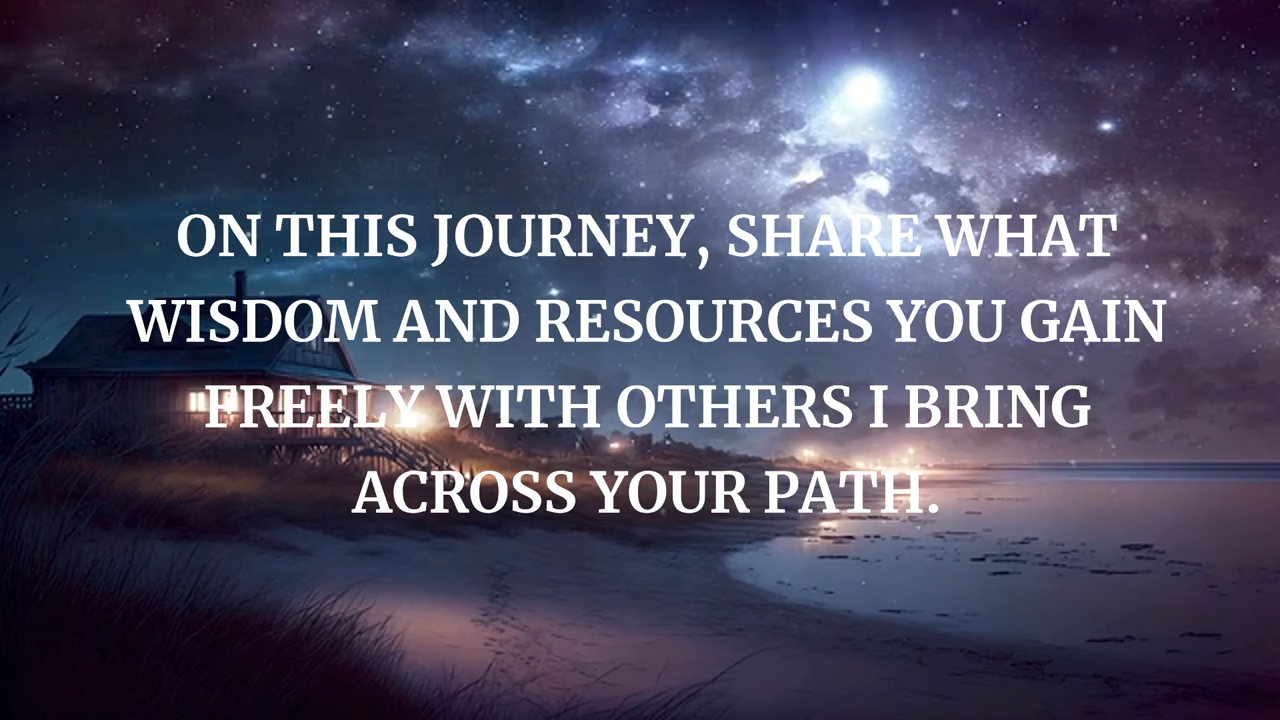 ON THIS JOURNEY, SHARE WHAT
WISDOM AND RESOURCES YOU GAIN
FREELY WITH OTHERS I BRING
ACROSS YOUR PATH.